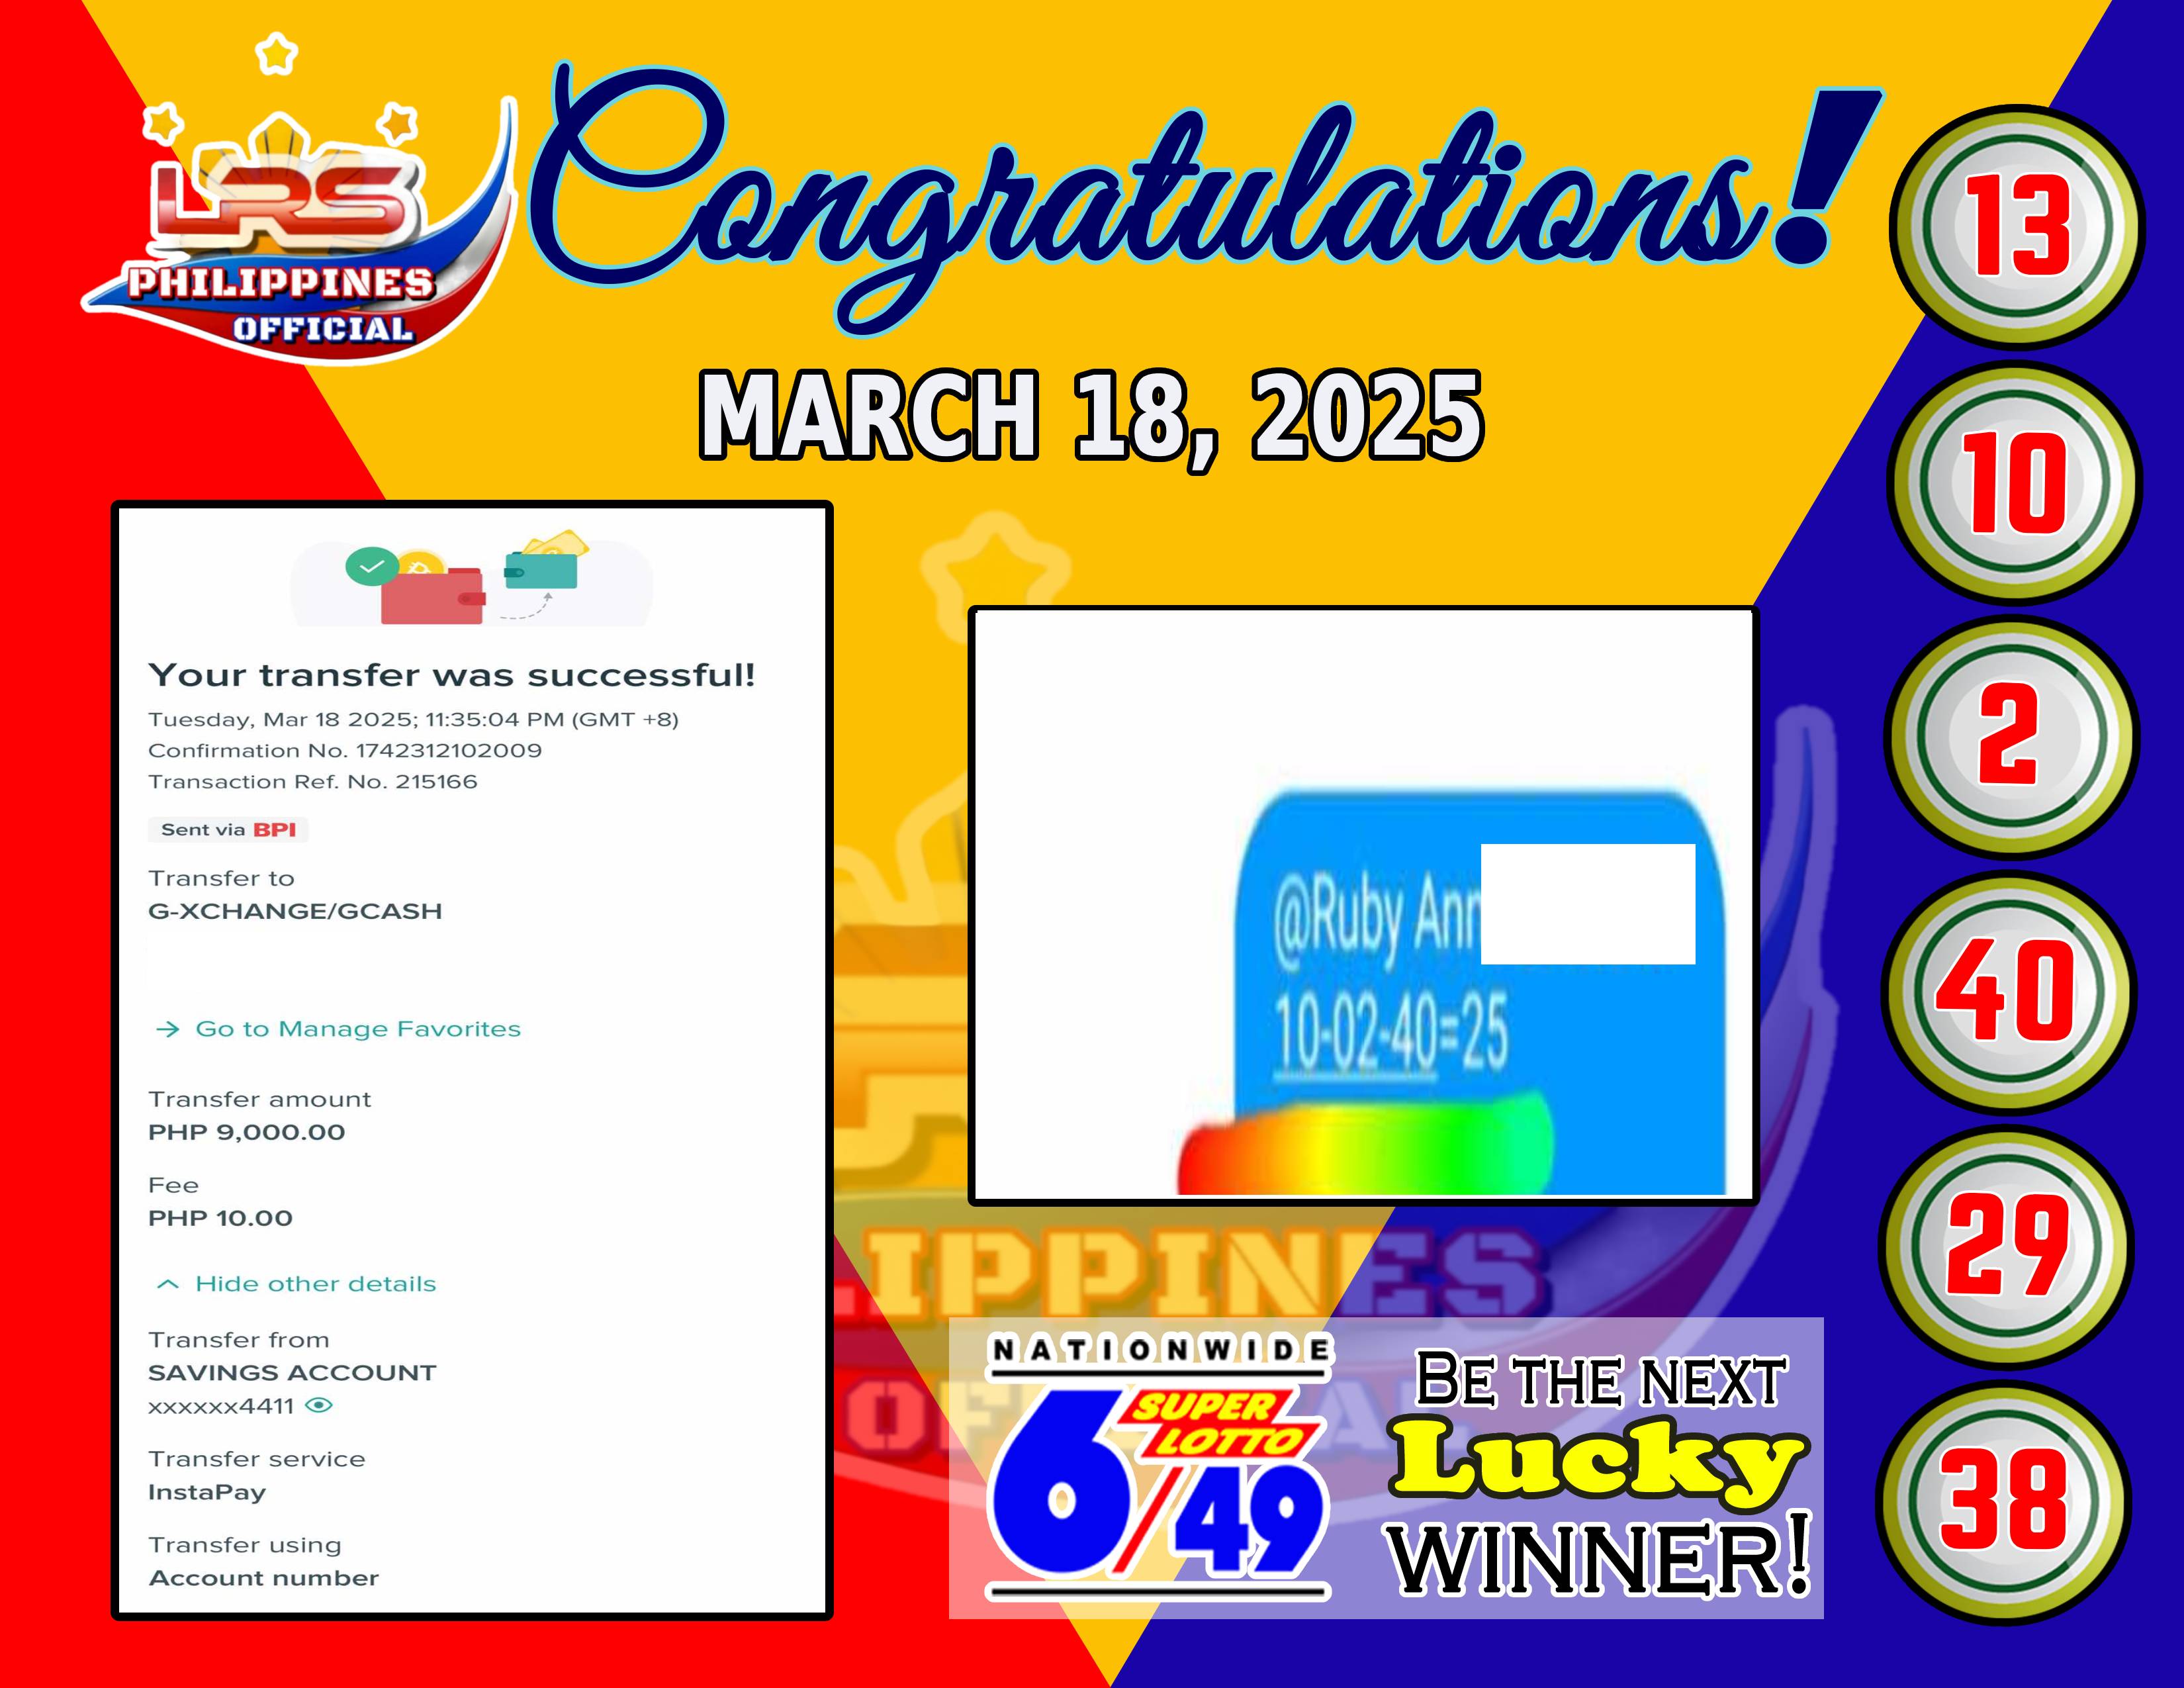 LRS
PHILIPPINES
OFFICIAL
Congratulations!
MARCH 18, 2025
Your transfer was successful!
Tuesday, Mar 18 2025; 11:35:04 PM (GMT +8)
Confirmation No. 1742312102009
Transaction Ref. No. 215166
Sent via BPI
Transfer to
G-XCHANGE/GCASH
→ Go to Manage Favorites
Transfer amount
PHP 9,000.00
Fee
PHP 10.00
Hide other details
Transfer from
SAVINGS ACCOUNT
xxxxxx4411
Transfer service
InstaPay
Transfer using
Account number
@Ruby Ann
10-02-40=25
NATIONWIDE
SUPER
LOTTO
6/49
BE THE NEXT
Lucky
WINNER!
13
10
2
40
29
38